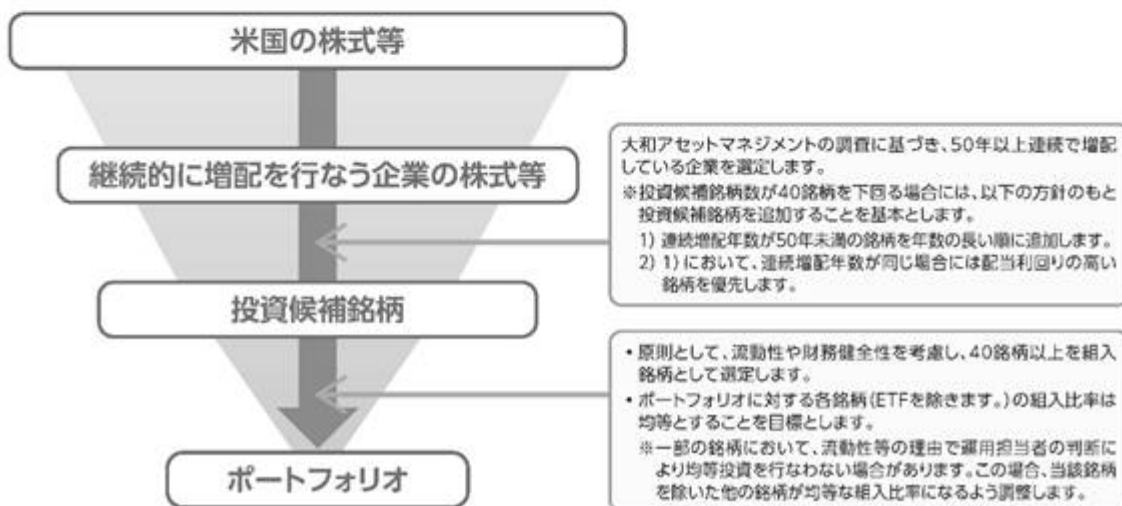 米国の株式等
継続的に増配を行なう企業の株式等
大和アセットマネジメントの調査に基づき、50年以上連続で増配
している企業を選定します。
※投資候補銘柄数が40銘柄を下回る場合には、以下の方針のもと
投資候補銘柄を追加することを基本とします。
1) 連続増配年数が50年未満の銘柄を年数の長い順に追加します。
2) 1)において、連続増配年数が同じ場合には配当利回りの高い
銘柄を優先します。
投資候補銘柄
• 原則として、流動性や財務健全性を考慮し、40銘柄以上を組入
銘柄として選定します。
• ポートフォリオに対する各銘柄(ETFを除きます。)の組入比率は
均等とすることを目標とします。
※一部の銘柄において、流動性等の理由で運用担当者の判断に
より均等投資を行なわない場合があります。この場合、当該銘柄
を除いた他の銘柄が均等な組入比率になるよう調整します。
ポートフォリオ